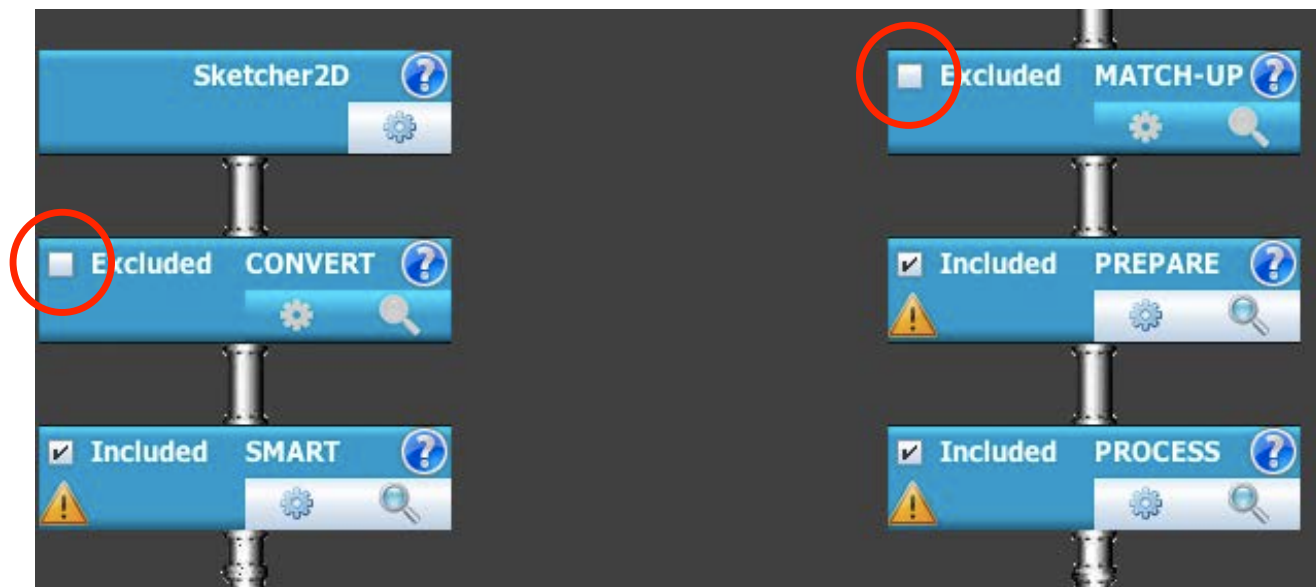 Sketcher2D ?
Excluded CONVERT ?
Included SMART ?
Excluded MATCH-UP ?
Included PREPARE ?
Included PROCESS ?